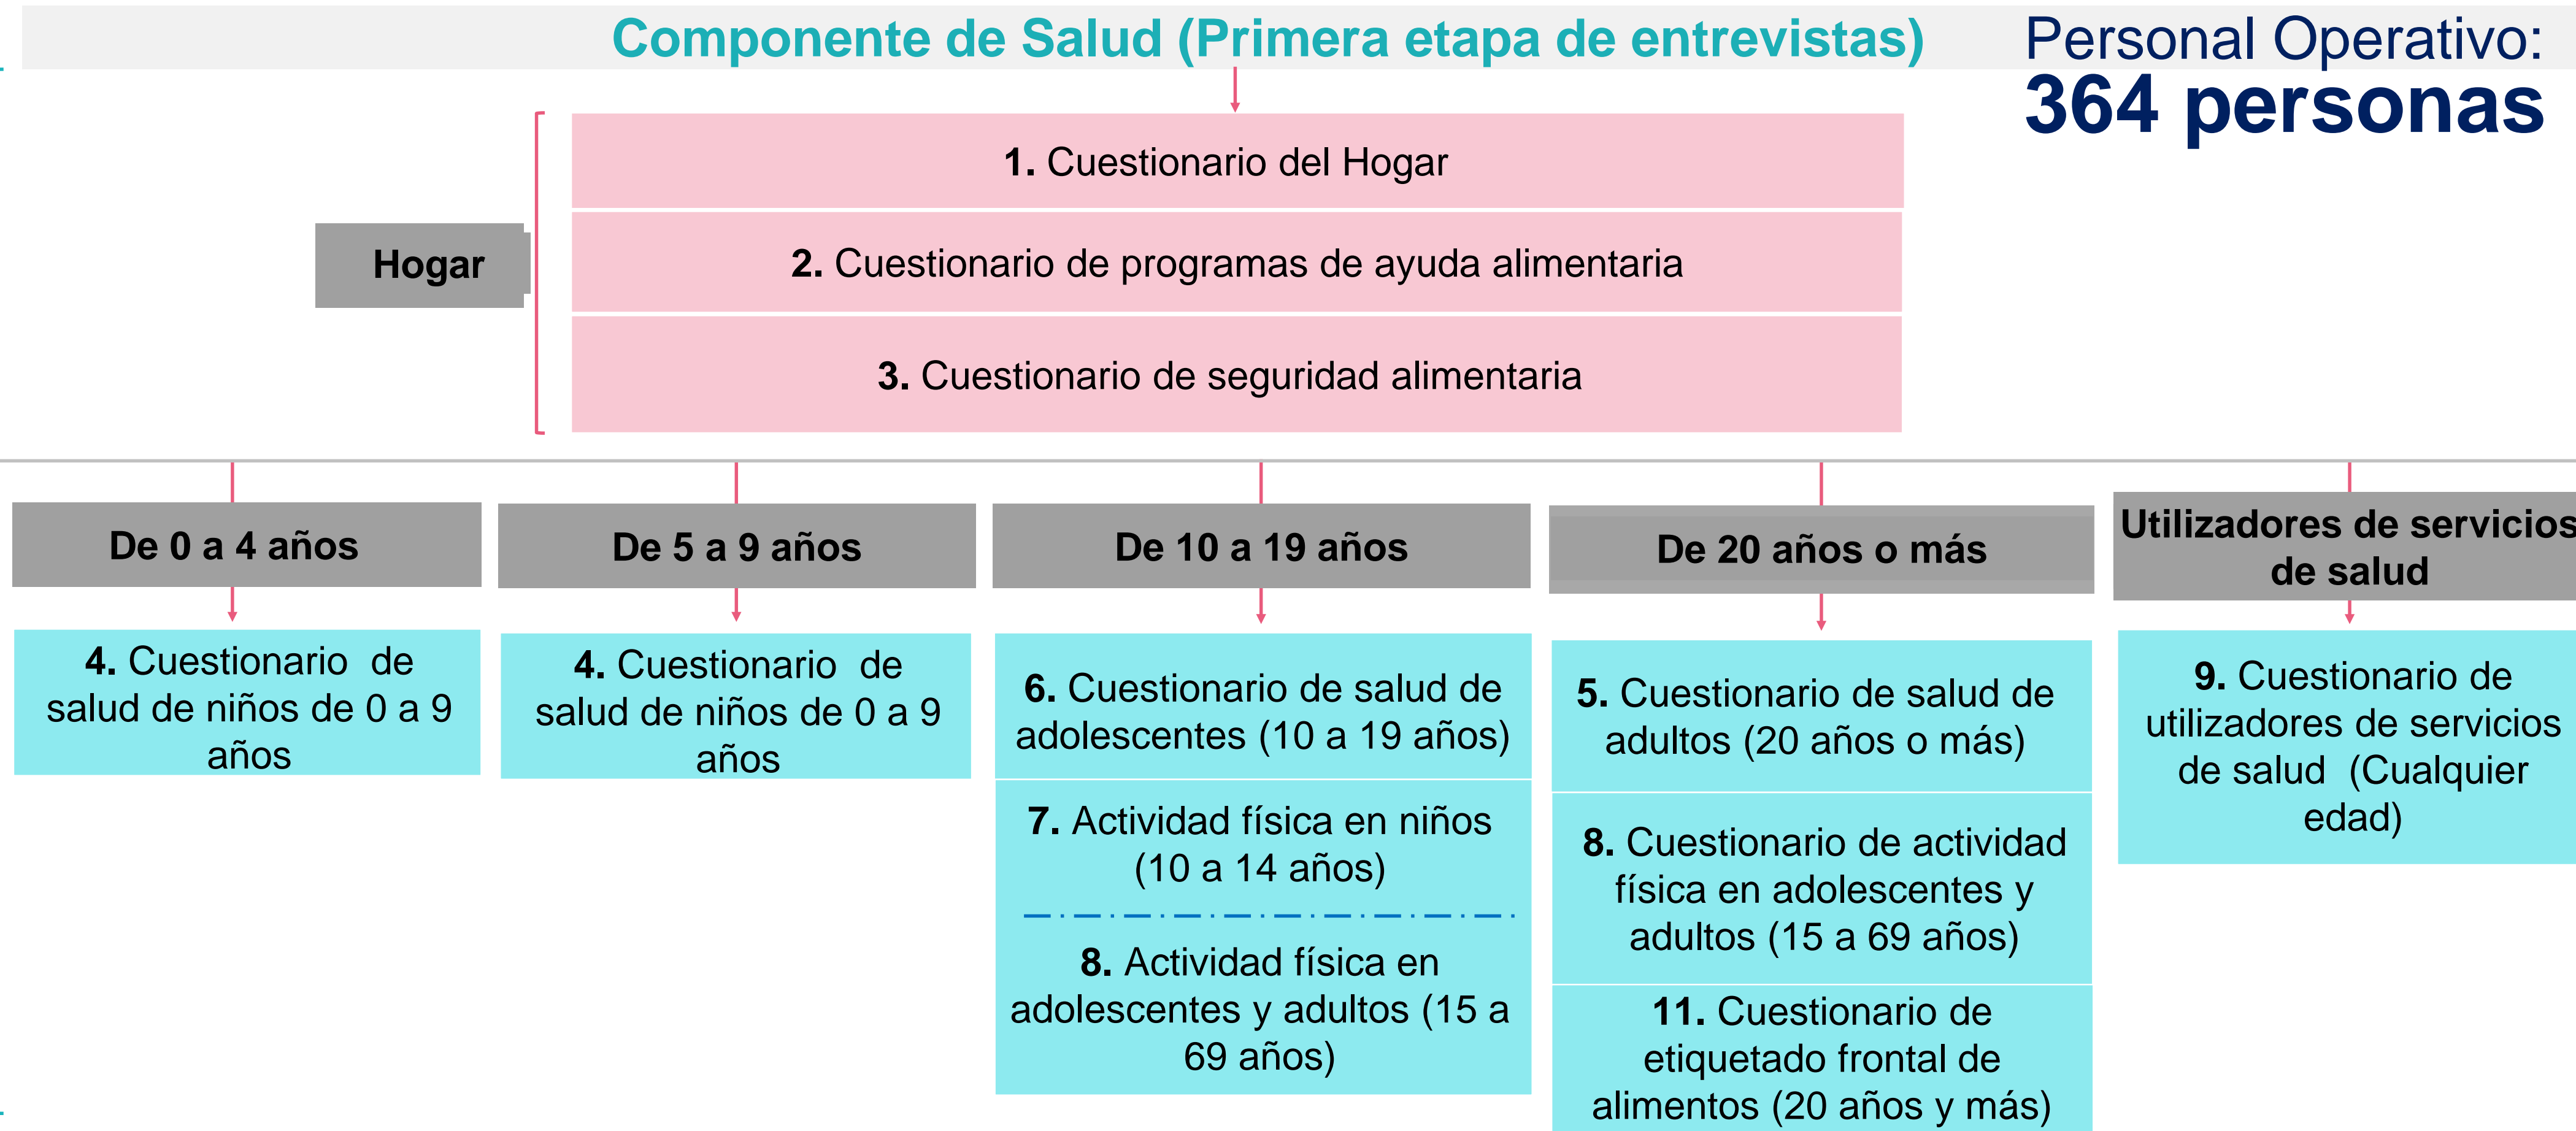 Componente de Salud (Primera etapa de entrevistas)
Personal Operativo:
364 personas
1. Cuestionario del Hogar
Hogar
2. Cuestionario de programas de ayuda alimentaria
3. Cuestionario de seguridad alimentaria
De 0 a 4 años
4. Cuestionario de
salud de niños de 0 a 9
años
De 5 a 9 años
4. Cuestionario de
salud de niños de 0 a 9
años
De 10 a 19 años
6. Cuestionario de salud de
adolescentes (10 a 19 años)
7. Actividad física en niños
(10 a 14 años)
8. Actividad física en
adolescentes y adultos (15 a
69 años)
De 20 años o más
5. Cuestionario de salud de
adultos (20 años o más)
8. Cuestionario de actividad
física en adolescentes y
adultos (15 a 69 años)
11. Cuestionario de
etiquetado frontal de
alimentos (20 años y más)
Utilizadores de servicios
de salud
9. Cuestionario de
utilizadores de servicios
de salud (Cualquier
edad)